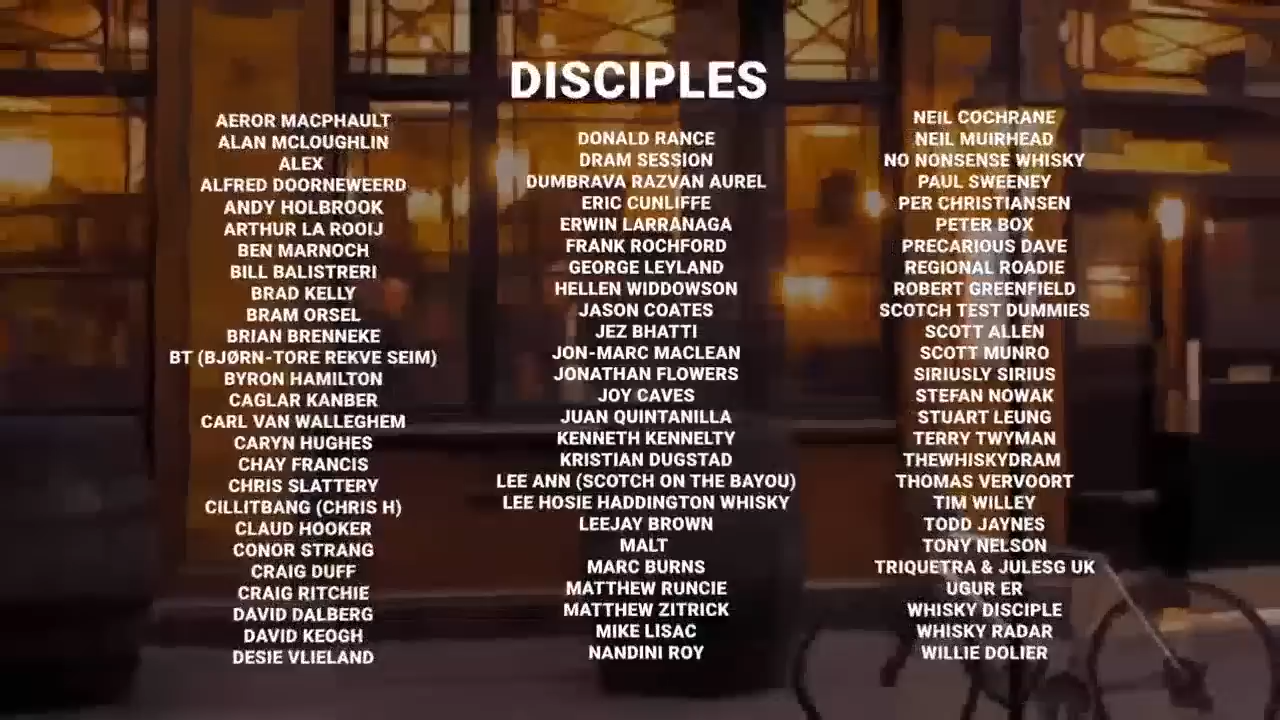 DISCIPLES
AEROR MACPHAULT
ALAN MCLOUGHLIN
ALEX
ALFRED DOORNEWEERD
ANDY HOLBROOK
ARTHUR LA ROOIJ
BEN MARNOCH
BILL BALISTRERI
BRAD KELLY
BRAM ORSEL
BRIAN BRENNEKE
BT (BJØRN-TORE REKVE SEIM)
BYRON HAMILTON
CAGLAR KANBER
CARL VAN WALLEGHEM
CARYN HUGHES
CHAY FRANCIS
CHRIS SLATTERY
CILLITBANG (CHRIS H)
CLAUD HOOKER
CONOR STRANG
CRAIG DUFF
CRAIG RITCHIE
DAVID DALBERG
DAVID KEOGH
DESIE VLIELAND
DONALD RANCE
DRAM SESSION
DUMBRAVA RAZVAN AUREL
ERIC CUNLIFFE
ERWIN LARRANAGA
FRANK ROCHFORD
GEORGE LEYLAND
HELLEN WIDDOWSON
JASON COATES
JEZ BHATTI
JON-MARC MACLEAN
JONATHAN FLOWERS
JOY CAVES
JUAN QUINTANILLA
KENNETH KENNELTY
KRISTIAN DUGSTAD
LEE ANN (SCOTCH ON THE BAYOU)
LEE HOSIE HADDINGTON WHISKY
LEEJAY BROWN
MALT
MARC BURNS
MATTHEW RUNCIE
MATTHEW ZITRICK
MIKE LISAC
NANDINI ROY
NEIL COCHRANE
NEIL MUIRHEAD
NO NONSENSE WHISKY
PAUL SWEENEY
PER CHRISTIANSEN
PETER BOX
PRECARIOUS DAVE
REGIONAL ROADIE
ROBERT GREENFIELD
SCOTCH TEST DUMMIES
SCOTT ALLEN
SCOTT MUNRO
SIRIUSLY SIRIUS
STEFAN NOWAK
STUART LEUNG
TERRY TWYMAN
THEWHISKYDRAM
THOMAS VERVOORT
TIM WILLEY
TODD JAYNES
TONY NELSON
TRIQUETRA & JULESG UK
UGUR ER
WHISKY DISCIPLE
WHISKY RADAR
WILLIE DOLIER